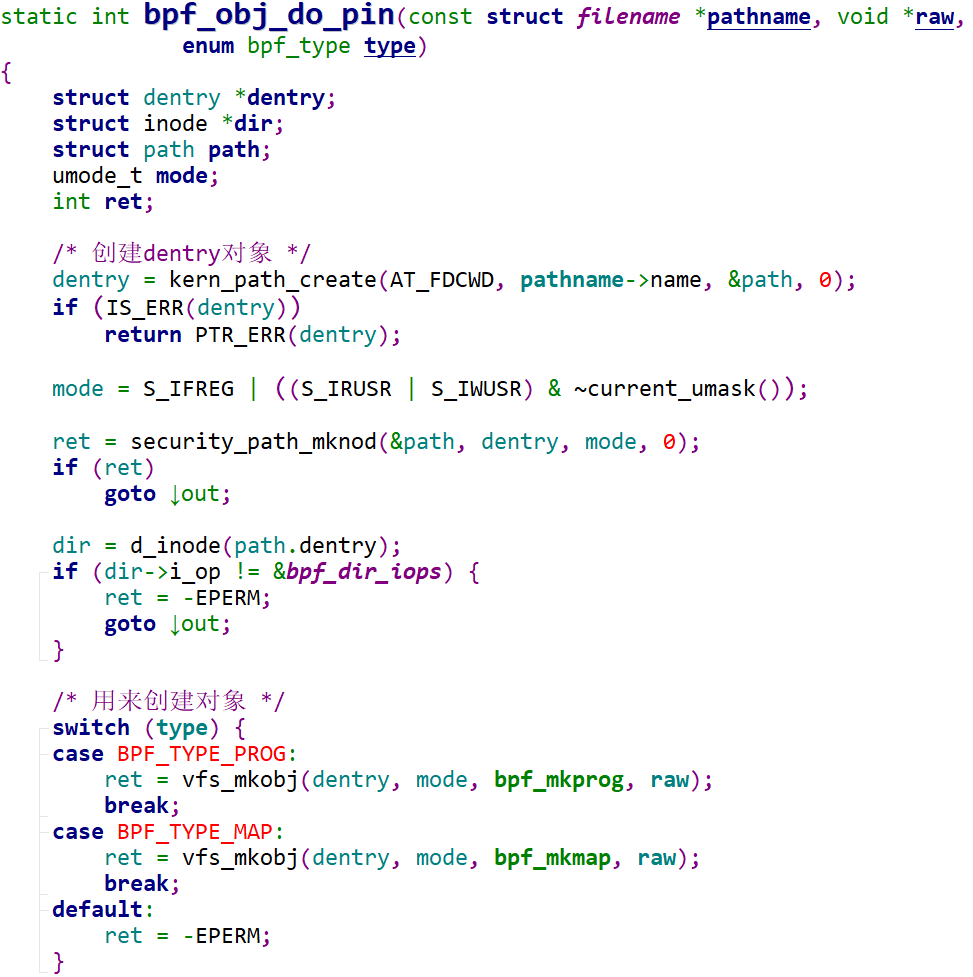 static int bpf_obj_do_pin(const struct filename *pathname, void *raw,
              enum bpf_type type)
{
    struct dentry *dentry;
    struct inode *dir;
    struct path path;
    umode_t mode;
    int ret;

    /* 创建dentry对象 */
    dentry = kern_path_create(AT_FDCWD, pathname->name, &path, 0);
    if (IS_ERR(dentry))
        return PTR_ERR(dentry);

    mode = S_IFREG | ((S_IRUSR | S_IWUSR) & ~current_umask());

    ret = security_path_mknod(&path, dentry, mode, 0);
    if (ret)
        goto ↓out;

    dir = d_inode(path.dentry);
    if (dir->i_op != &bpf_dir_iops) {
        ret = -EPERM;
        goto ↓out;
    }

    /* 用来创建对象 */
    switch (type) {
    case BPF_TYPE_PROG:
        ret = vfs_mkobj(dentry, mode, bpf_mkprog, raw);
        break;
    case BPF_TYPE_MAP:
        ret = vfs_mkobj(dentry, mode, bpf_mkmap, raw);
        break;
    default:
        ret = -EPERM;
    }